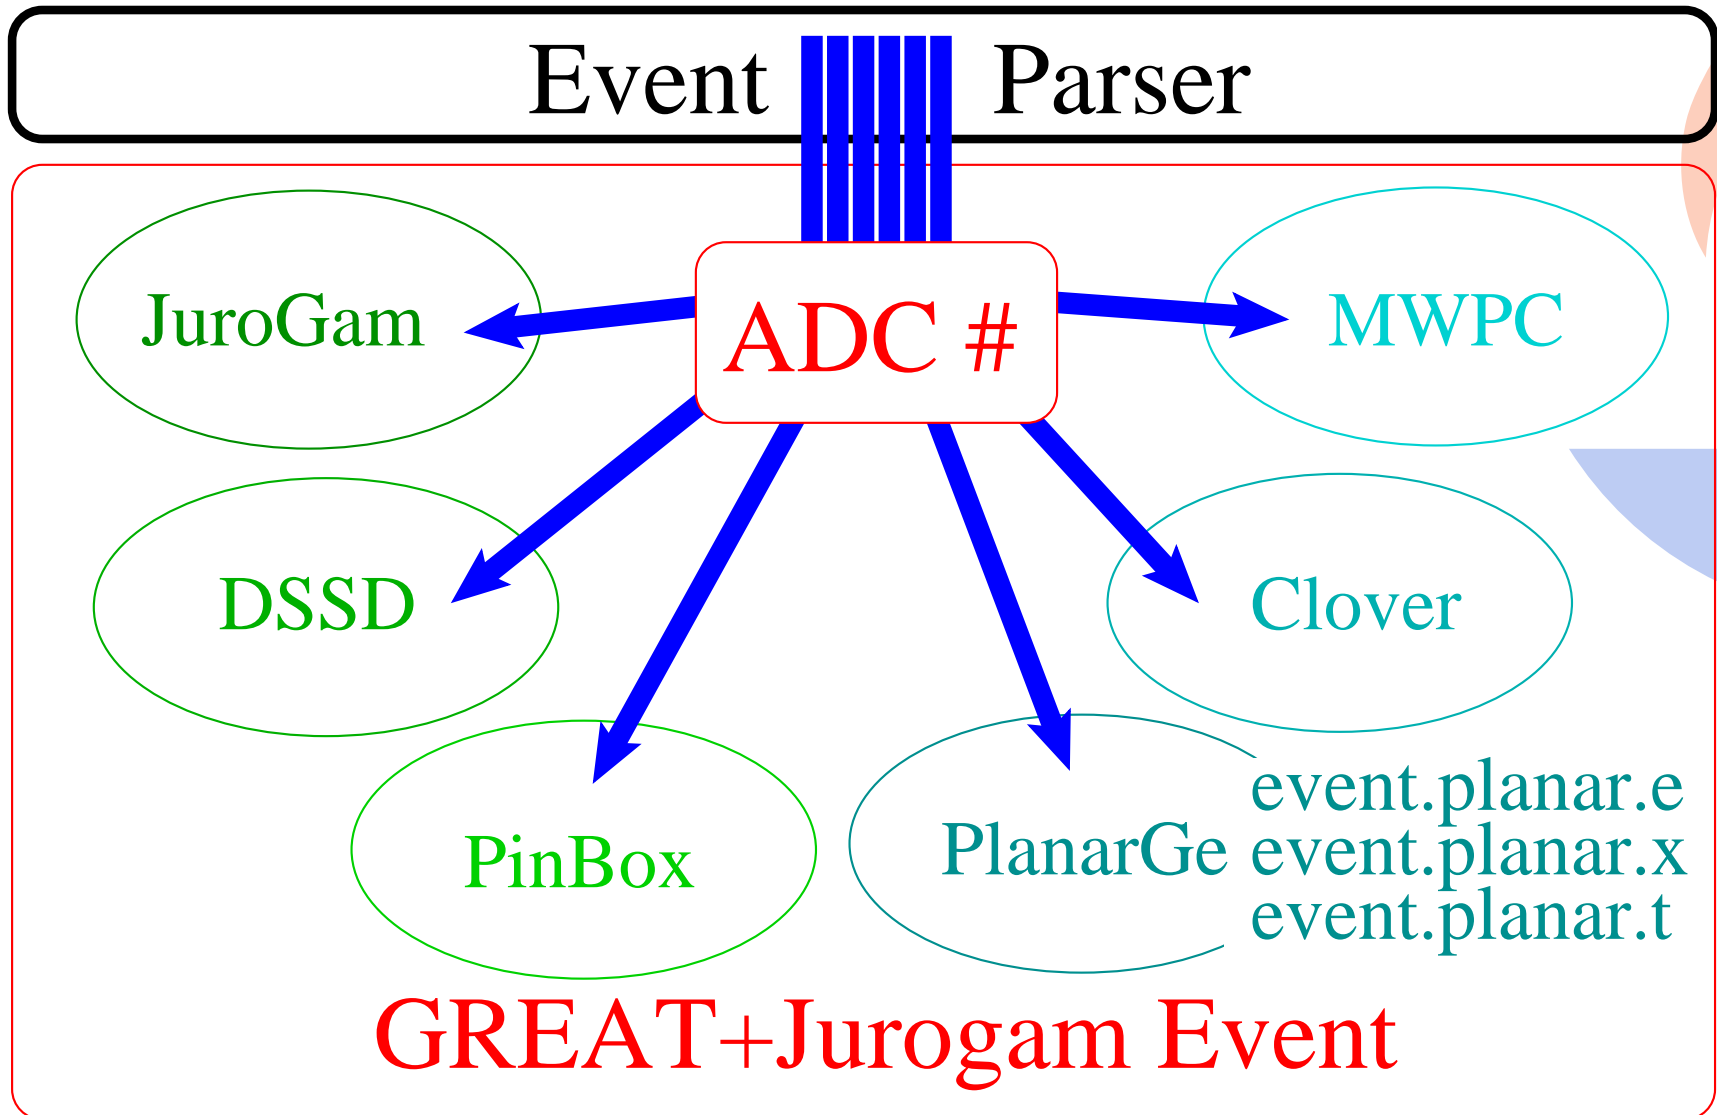 Event Parser
ADC #
JuroGam
MWPC
DSSD
Clover
PinBox
PlanarGe
event.planar.e
event.planar.x
event.planar.t
GREAT+Jurogam Event